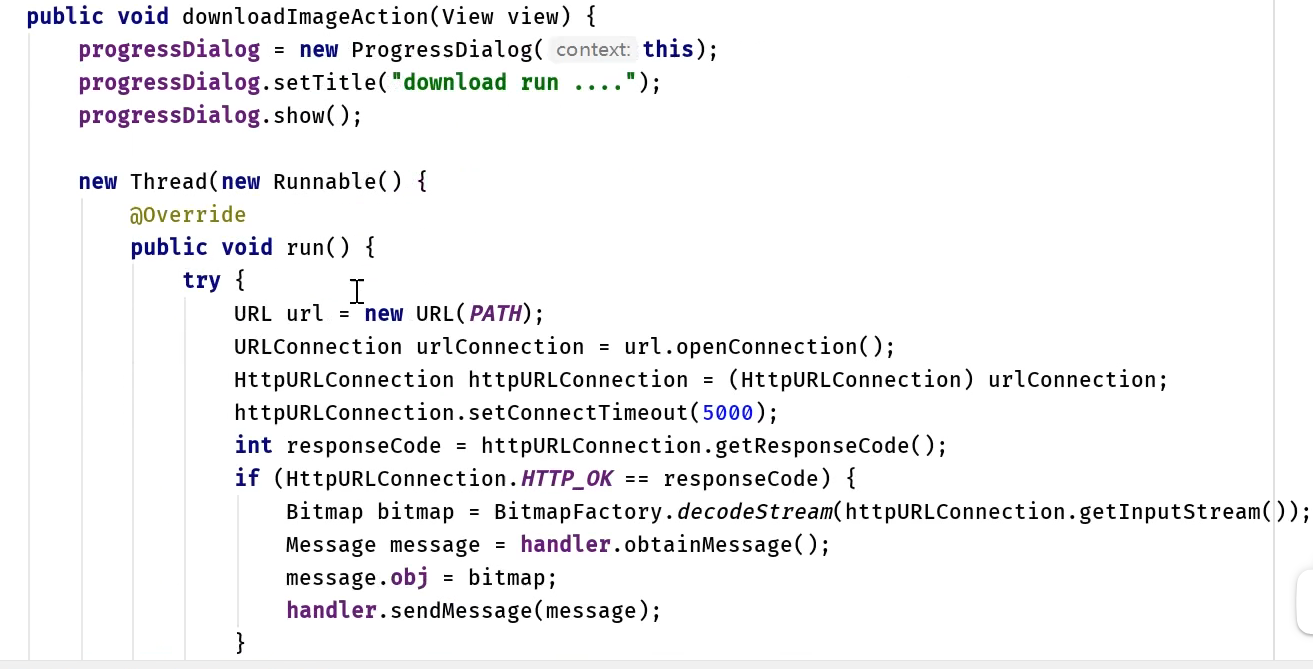 public void downloadImageAction(View view) {
progressDialog = new ProgressDialog( context: this);
progressDialog.setTitle("download run ....");
progressDialog.show();
new Thread(new Runnable() {
@Override
public void run() {
try {
URL url = new URL(PATH);
URLConnection urlConnection = url.openConnection();
HttpURLConnection httpURLConnection = (HttpURLConnection) urlConnection;
httpURLConnection.setConnectTimeout(5000);
int responseCode = httpURLConnection.getResponseCode();
if (HttpURLConnection.HTTP_OK == responseCode) {
Bitmap bitmap = BitmapFactory.decodeStream(httpURLConnection.getInputStream());
Message message = handler.obtainMessage();
message.obj = bitmap;
handler.sendMessage(message);
}